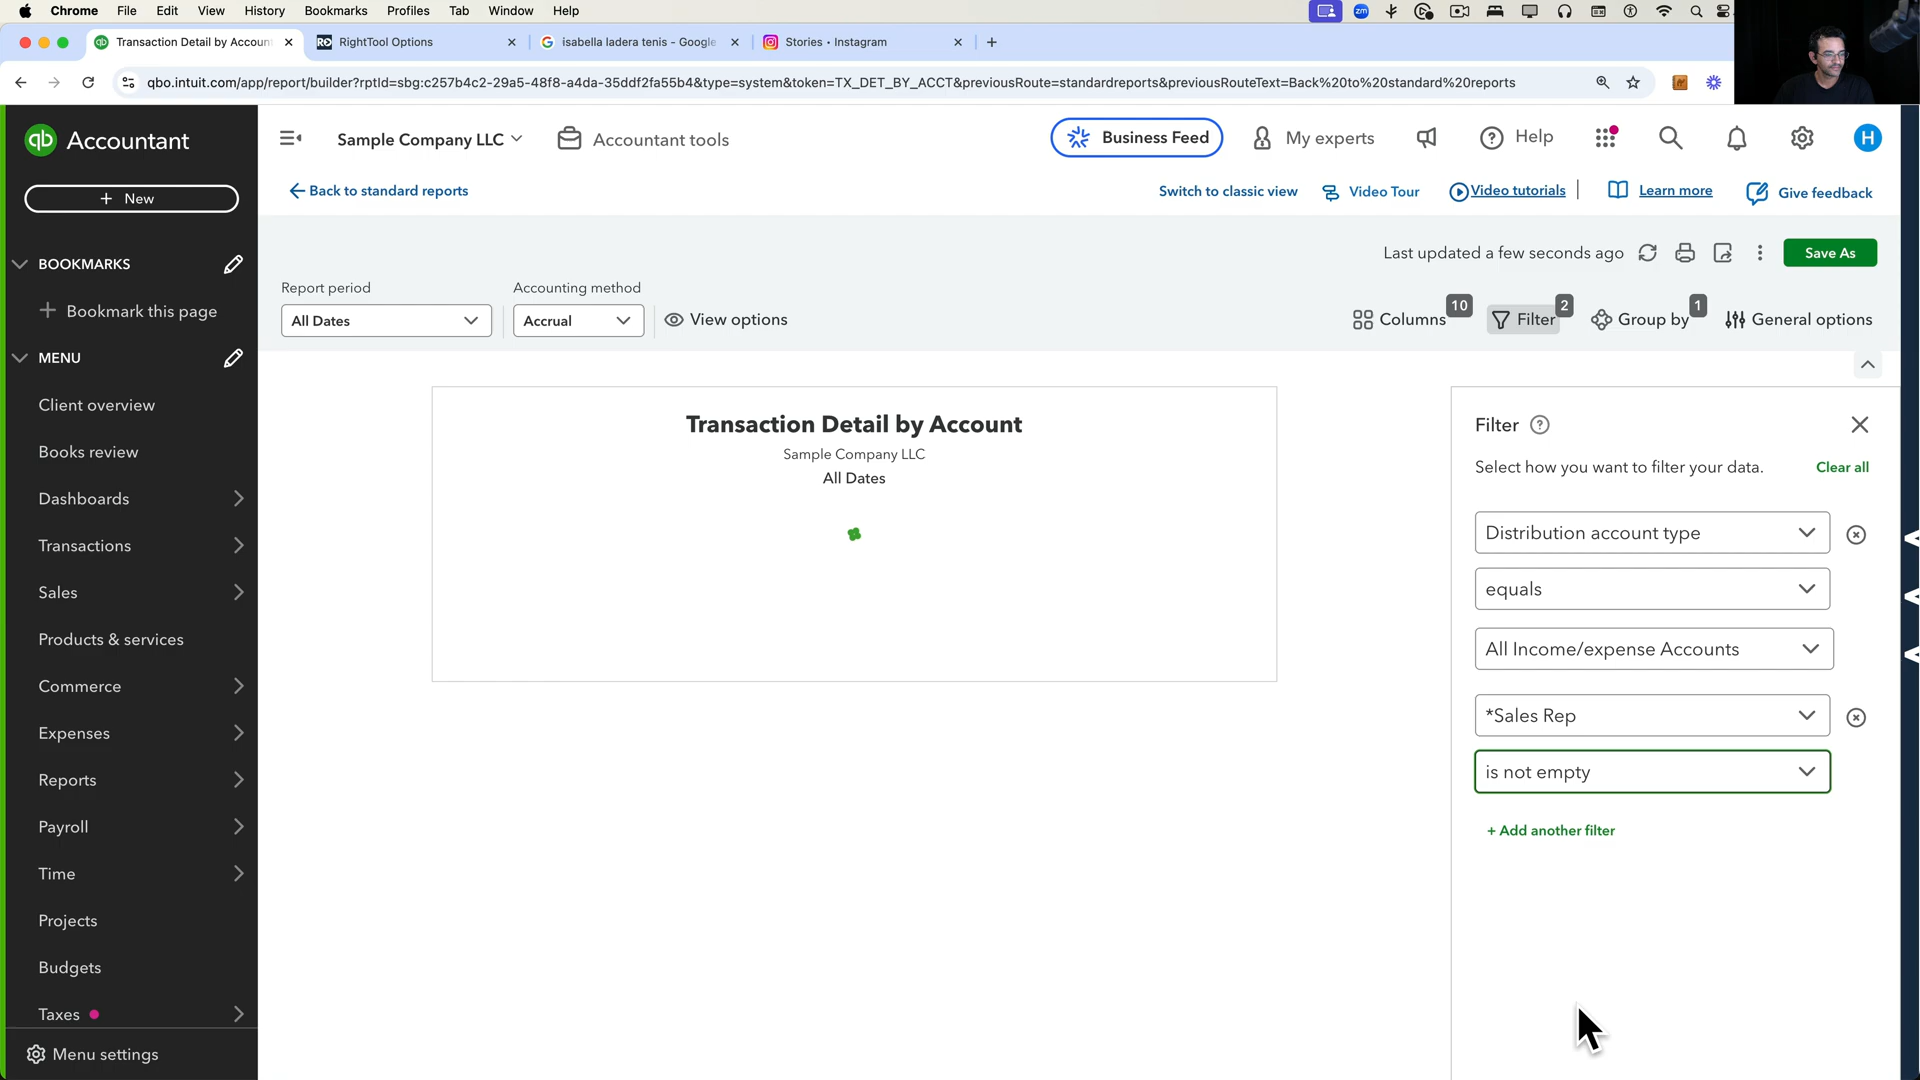 Chrome File Edit View History Bookmarks Profiles Tab Window Help
zm
Transaction Detail by Accoun
RightTool Options
isabella ladera tenis - Google
Stories • Instagram
qbo.intuit.com/app/report/builder?rptId=sbg:c257b4c2-29a5-48f8-a4da-35ddf2fa55b4&type=system&token=TX_DET_BY_ACCT&previousRoute=standardreports&previousRouteText=Back%20to%20standard%20reports
qb Accountant
+ New
BOOKMARKS
+ Bookmark this page
MENU
Client overview
Books review
Dashboards
Transactions
Sales
Products & services
Commerce
Expenses
Reports
Payroll
Time
Projects
Budgets
Taxes
Menu settings
Sample Company LLC
Accountant tools
Business Feed
My experts
Help
H
Back to standard reports
Switch to classic view
Video Tour
Video tutorials
Learn more
Give feedback
Last updated a few seconds ago
Save As
Report period
All Dates
Accounting method
Accrual
View options
Columns 10
Filter 2
Group by 1
General options
Transaction Detail by Account
Sample Company LLC
All Dates
Filter
Select how you want to filter your data.
Clear all
Distribution account type
equals
All Income/expense Accounts
*Sales Rep
is not empty
+ Add another filter